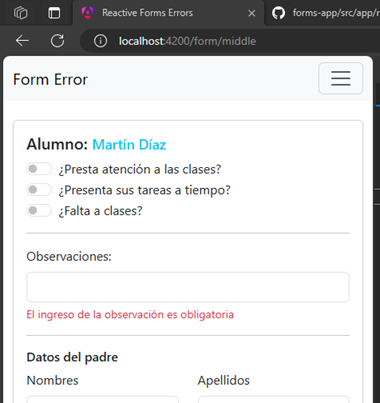 Reactive Forms Errors
forms-app/src/app/r
localhost:4200/form/middle
Form Error
Alumno: Martín Díaz
¿Presta atención a las clases?
¿Presenta sus tareas a tiempo?
¿Falta a clases?
Observaciones:
El ingreso de la observación es obligatoria
Datos del padre
Nombres Apellidos